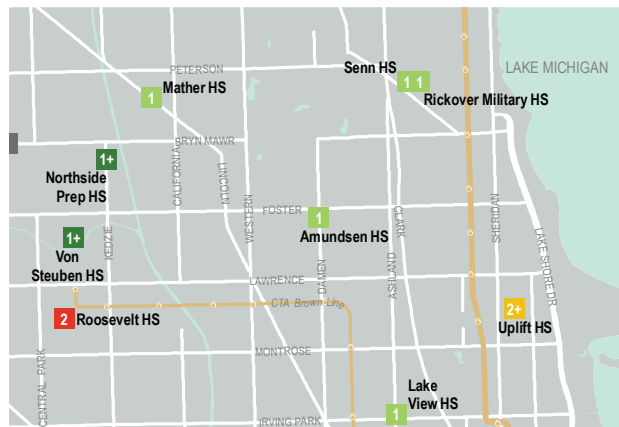 PETERSON
Senn HS
LAKE MICHIGAN
1
Mather HS
1 1
Rickover Military HS
BRYN MAWR
1+
Northside
Prep HS
KEDZIE
CALIFORNIA
LINCOLN
WESTERN
FOSTER
1
Amundsen HS
CLARK
SHERIDAN
LAKE SHORE DR
1+
Von
Steuben HS
LAWRENCE
DAMEN
ASHLAND
CTA Brown Line
2
Roosevelt HS
2+
Uplift HS
MONTROSE
CENTRAL PARK
Lake
View HS
1
IRVING PARK